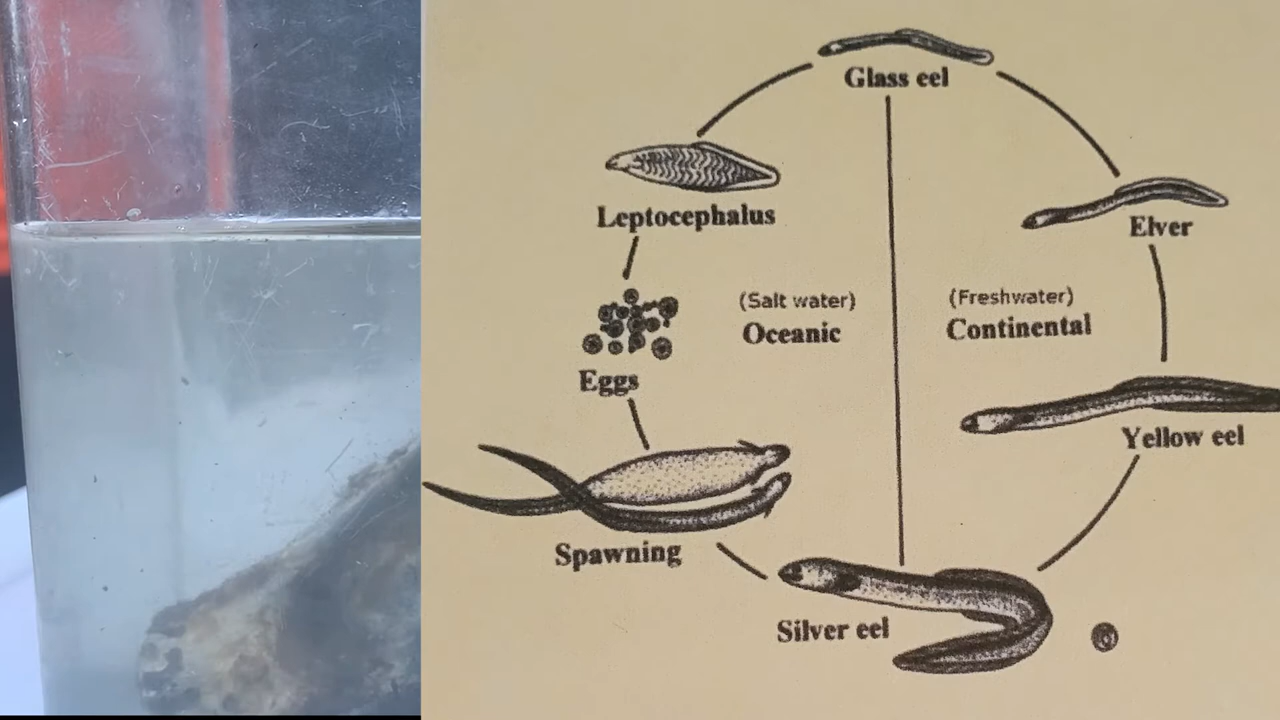 Glass eel
Leptocephalus
Elver
(Salt water)
Oceanic
(Freshwater)
Continental
Eggs
Yellow eel
Spawning
Silver eel